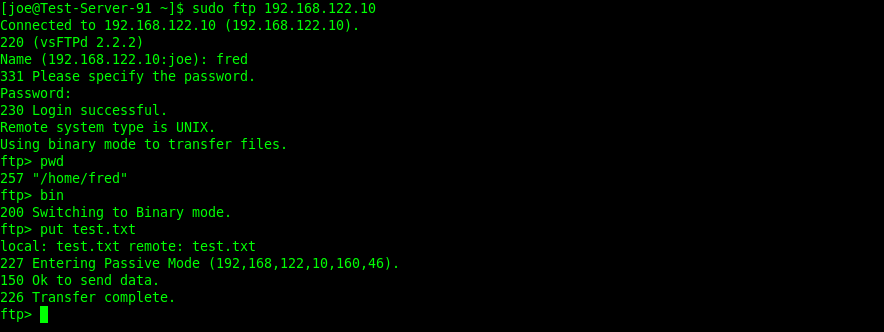 [joe@Test-Server-91 ~]$ sudo ftp 192.168.122.10
Connected to 192.168.122.10 (192.168.122.10).
220 (vsFTPd 2.2.2)
Name (192.168.122.10:joe): fred
331 Please specify the password.
Password:
230 Login successful.
Remote system type is UNIX.
Using binary mode to transfer files.
ftp> pwd
257 "/home/fred"
ftp> bin
200 Switching to Binary mode.
ftp> put test.txt
local: test.txt remote: test.txt
227 Entering Passive Mode (192,168,122,10,160,46).
150 Ok to send data.
226 Transfer complete.
ftp>